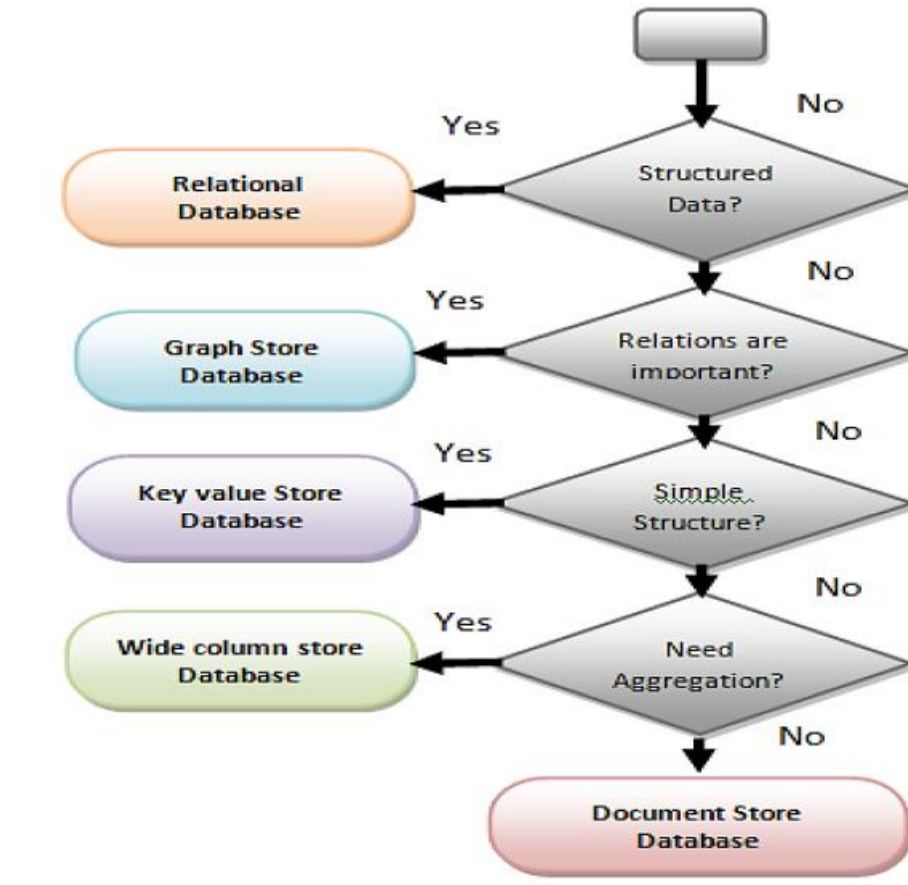 No
Yes
Structured
Data?
Relational
Database
No
Yes
Relations are
important?
Graph Store
Database
No
Yes
Simple
Structure?
Key value Store
Database
No
Yes
Need
Aggregation?
Wide column store
Database
No
Document Store
Database